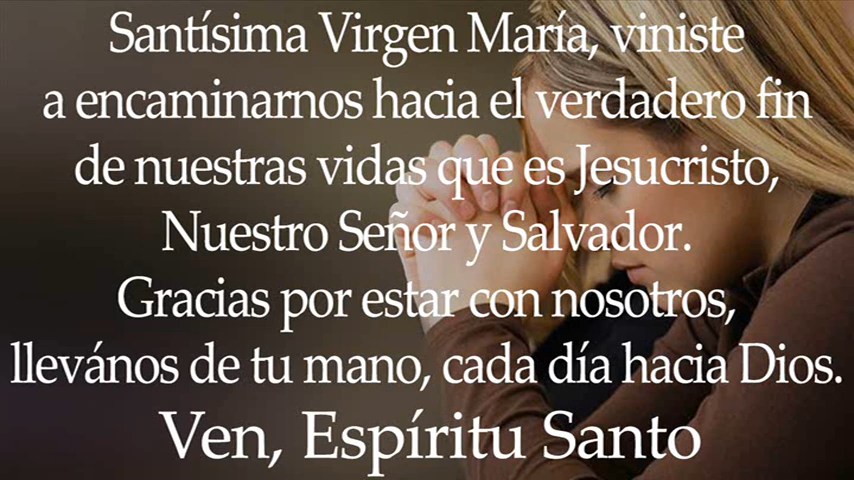 Santísima Virgen María, viniste
a encaminarnos hacia el verdadero fin
de nuestras vidas que es Jesucristo,
Nuestro Señor y Salvador.
Gracias por estar con nosotros,
llevános de tu mano, cada día hacia Dios.
Ven, Espíritu Santo